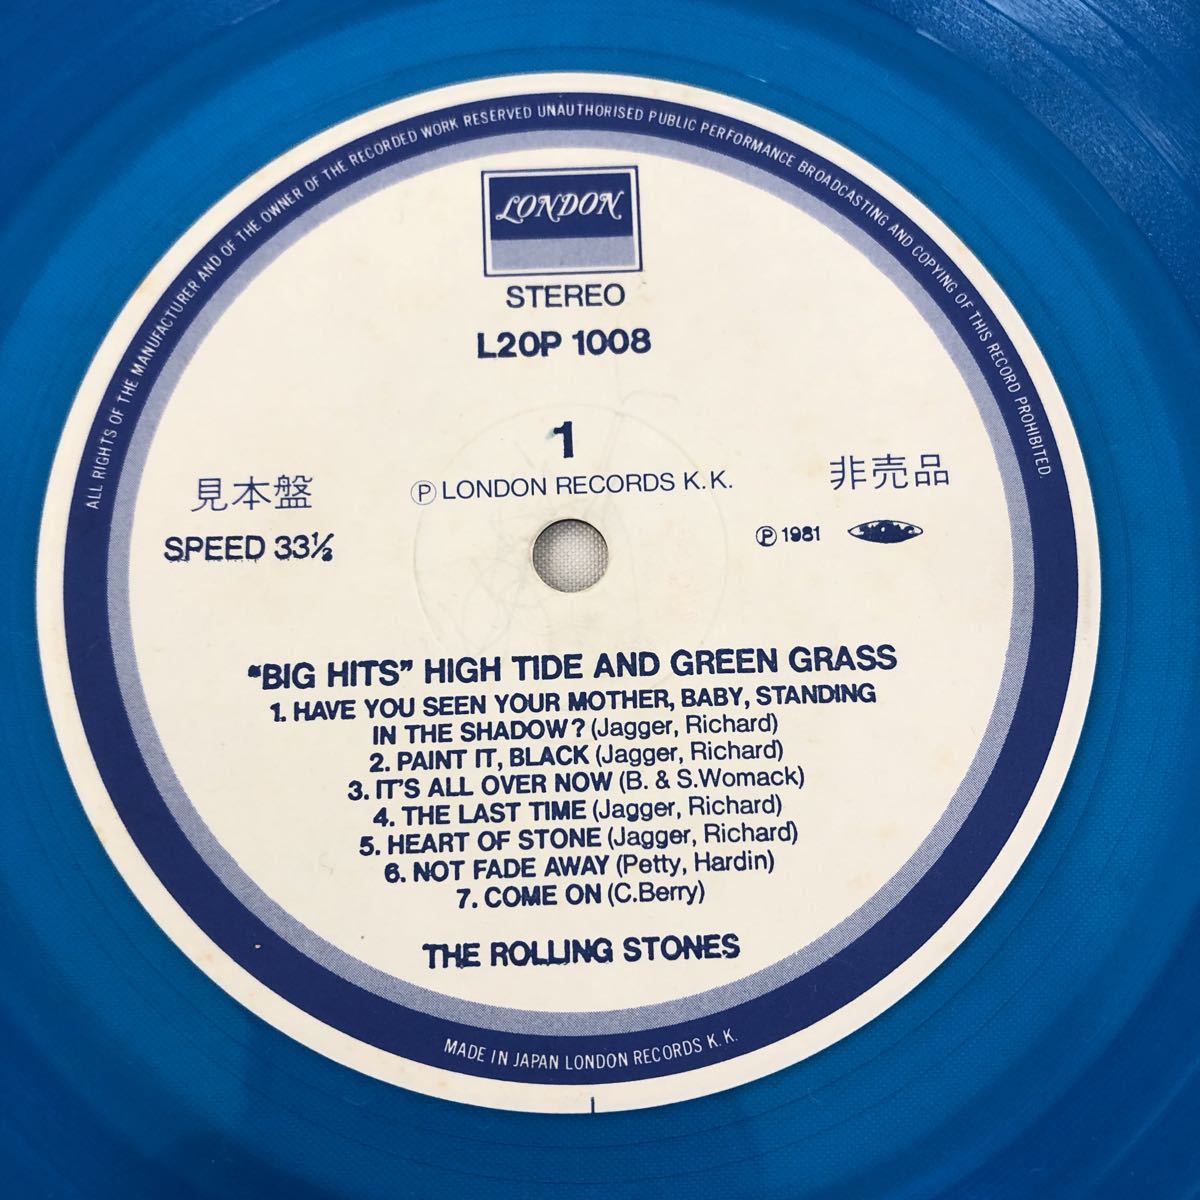 ALL RIGHTS OF THE MANUFACTURER AND OF THE OWNER OF THE RECORDED WORK RESERVED UNAUTHORISED PUBLIC PERFORMANCE BROADCASTING AND COPYING OF THIS RECORD PROHIBITED.
LONDON
STEREO
L20P 1008
1
Ⓟ LONDON RECORDS K.K.
見本盤
非売品
SPEED 33⅓
Ⓟ 1981
"BIG HITS" HIGH TIDE AND GREEN GRASS
1. HAVE YOU SEEN YOUR MOTHER, BABY, STANDING
IN THE SHADOW? (Jagger, Richard)
2. PAINT IT, BLACK (Jagger, Richard)
3. IT'S ALL OVER NOW (B. & S.Womack)
4. THE LAST TIME (Jagger, Richard)
5. HEART OF STONE (Jagger, Richard)
6. NOT FADE AWAY (Petty, Hardin)
7. COME ON (C.Berry)
THE ROLLING STONES
MADE IN JAPAN LONDON RECORDS K.K.